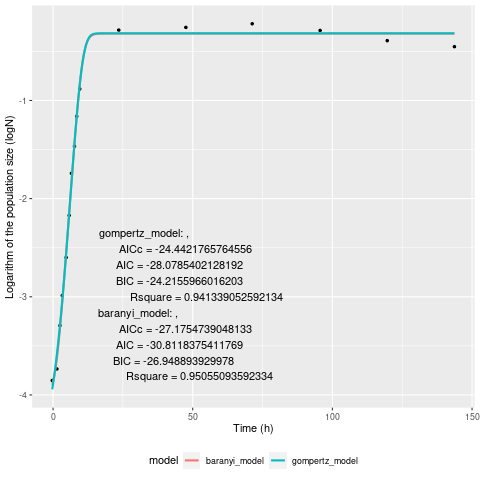 Logarithm of the population size (logN)
-1
-2
-3
-4
gompertz_model: ,
AICc = -24.4421765764556
AIC = -28.0785402128192
BIC = -24.2155966016203
Rsquare = 0.941339052592134
baranyi_model: ,
AICc = -27.1754739048133
AIC = -30.8118375411769
BIC = -26.948893929978
Rsquare = 0.95055093592334
0 50 100 150
Time (h)
model baranyi_model gompertz_model